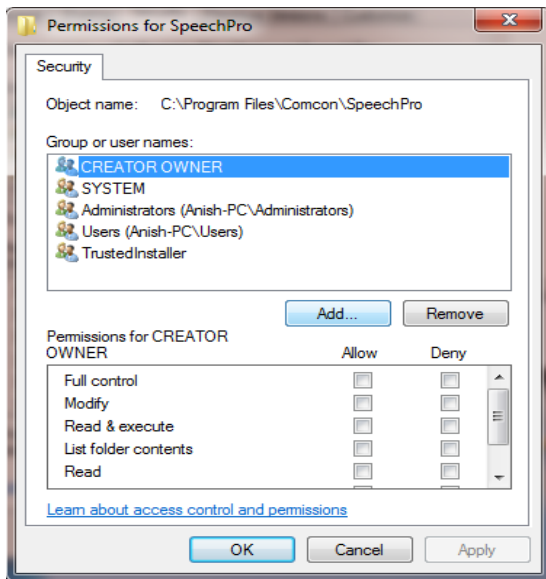 Permissions for SpeechPro
Security
Object name: C:\Program Files\Comcon\SpeechPro
Group or user names:
CREATOR OWNER
SYSTEM
Administrators (Anish-PC\Administrators)
Users (Anish-PC\Users)
TrustedInstaller
Add... Remove
Permissions for CREATOR
OWNER Allow Deny
Full control
Modify
Read & execute
List folder contents
Read
Learn about access control and permissions
OK Cancel Apply